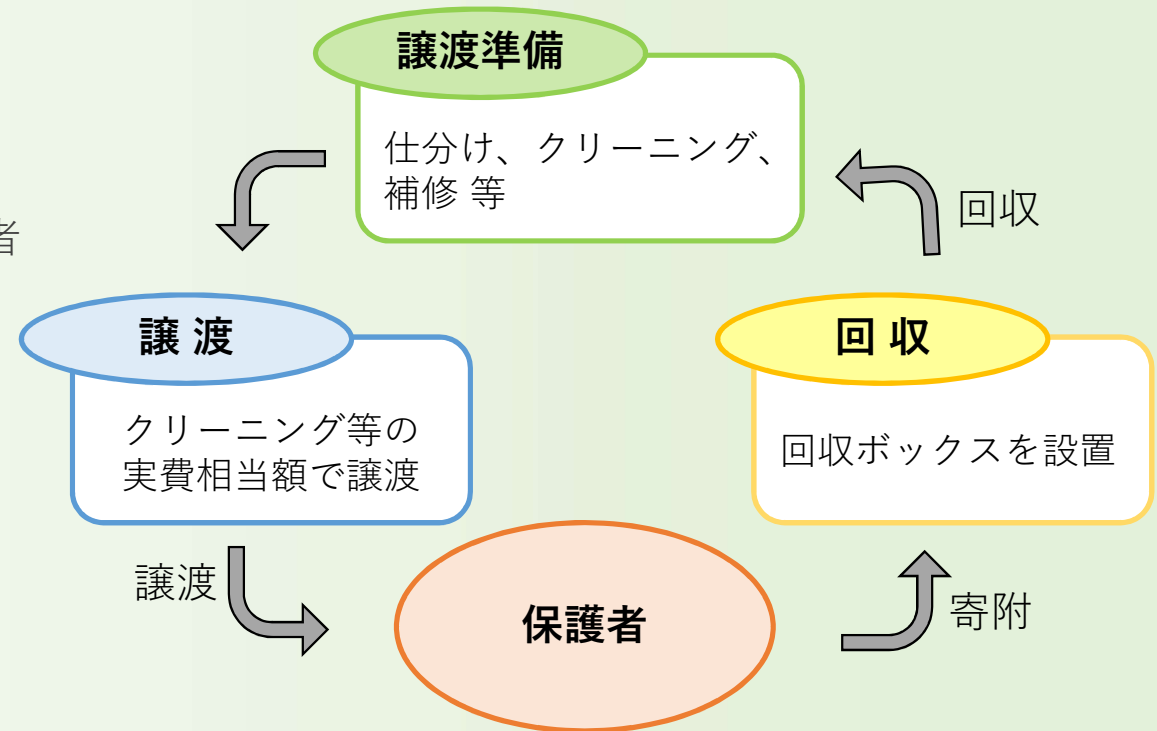 譲渡準備
仕分け、クリーニング、
補修 等
回収
者
譲 渡
クリーニング等の
実費相当額で譲渡
回 収
回収ボックスを設置
譲渡
保護者
寄附